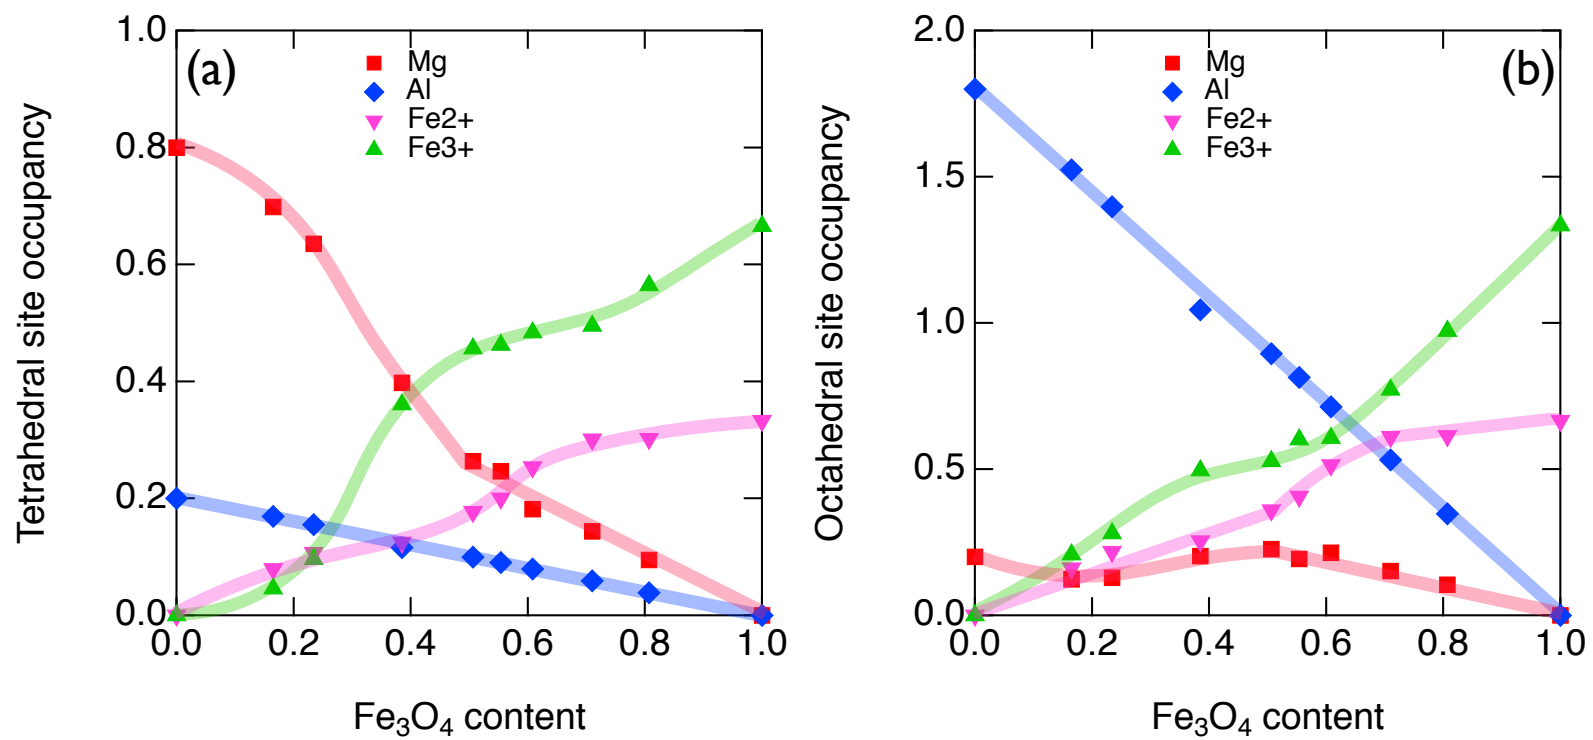 (a)
Mg
Al
Fe2+
Fe3+
Tetrahedral site occupancy
1.0
0.8
0.6
0.4
0.2
0.0
0.0 0.2 0.4 0.6 0.8 1.0
Fe₃O₄ content
(b)
Mg
Al
Fe2+
Fe3+
Octahedral site occupancy
2.0
1.5
1.0
0.5
0.0
0.0 0.2 0.4 0.6 0.8 1.0
Fe₃O₄ content